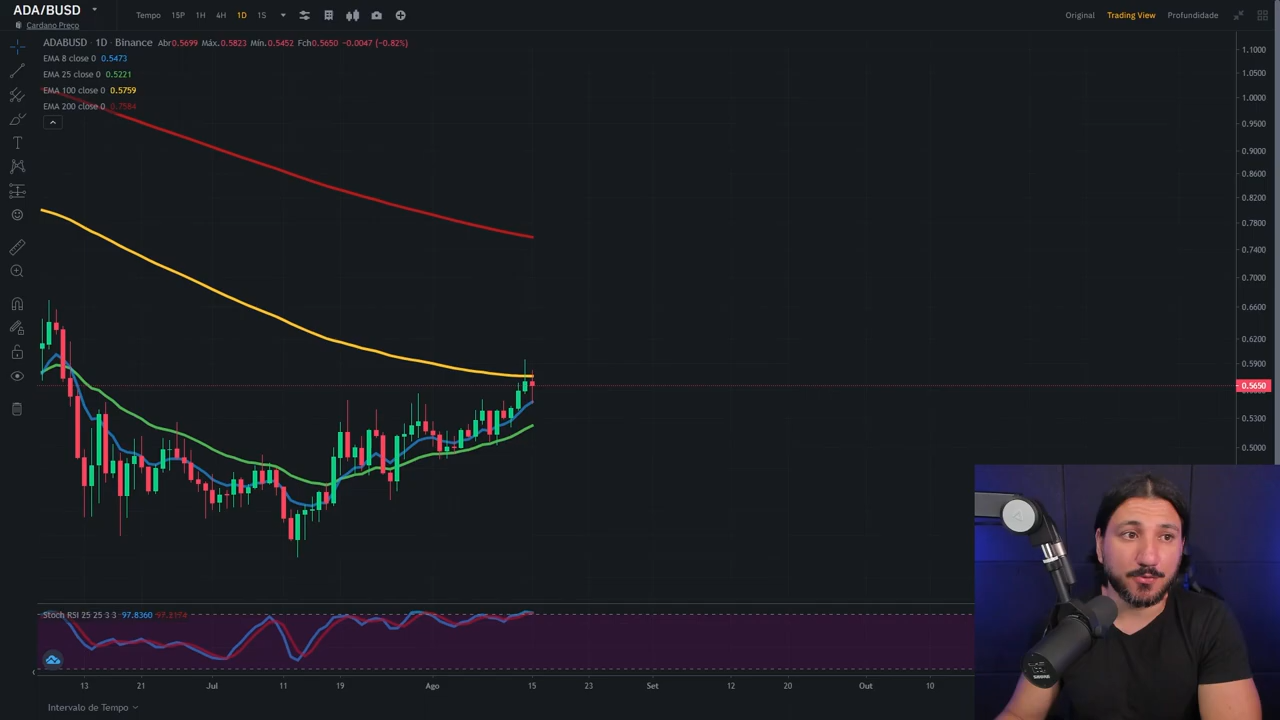 ADA/BUSD
Cardano Preço
Tempo 15P 1H 4H 1D 1S
Original Trading View Profundidade
ADABUSD · 1D · Binance Abr0.5699 Máx.0.5823 Mín.0.5452 Fch0.5650 −0.0047 (−0.82%)
EMA 8 close 0 0.5473
EMA 25 close 0 0.5221
EMA 100 close 0 0.5759
EMA 200 close 0 0.7584
1.1000
1.0500
1.0000
0.9500
0.9000
0.8600
0.8200
0.7800
0.7400
0.7000
0.6600
0.6200
0.5900
0.5650
0.5300
0.5000
Stoch RSI 25 25 3 3 97.8360
13 21 Jul 11 19 Ago 15 23 Set 12 20 Out 10
Intervalo de Tempo
SHURE